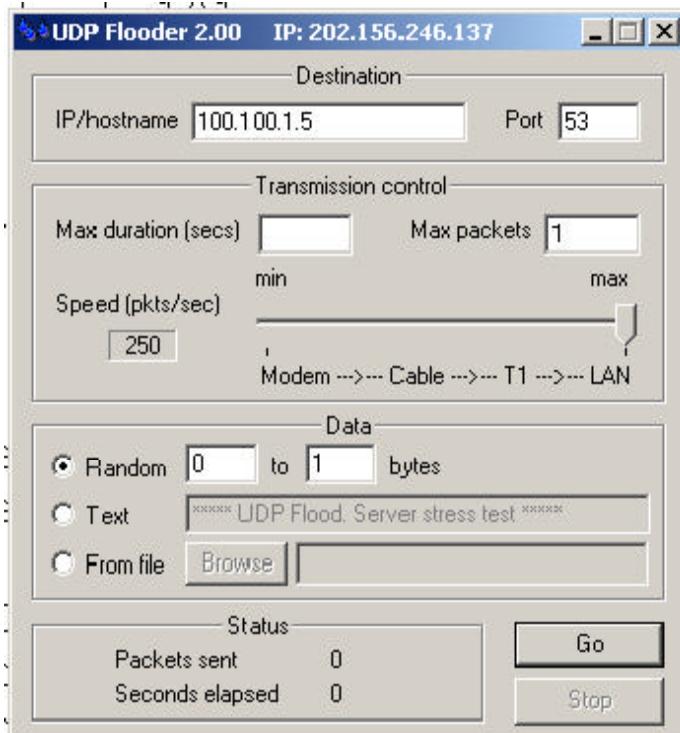 UDP Flooder 2.00 IP: 202.156.246.137
Destination
IP/hostname 100.100.1.5 Port 53
Transmission control
Max duration (secs) Max packets 1
min max
Speed (pkts/sec)
250
Modem --->--- Cable --->--- T1 --->--- LAN
Data
Random 0 to 1 bytes
Text ***** UDP Flood. Server stress test *****
From file Browse
Status
Packets sent 0
Go
Seconds elapsed 0
Stop